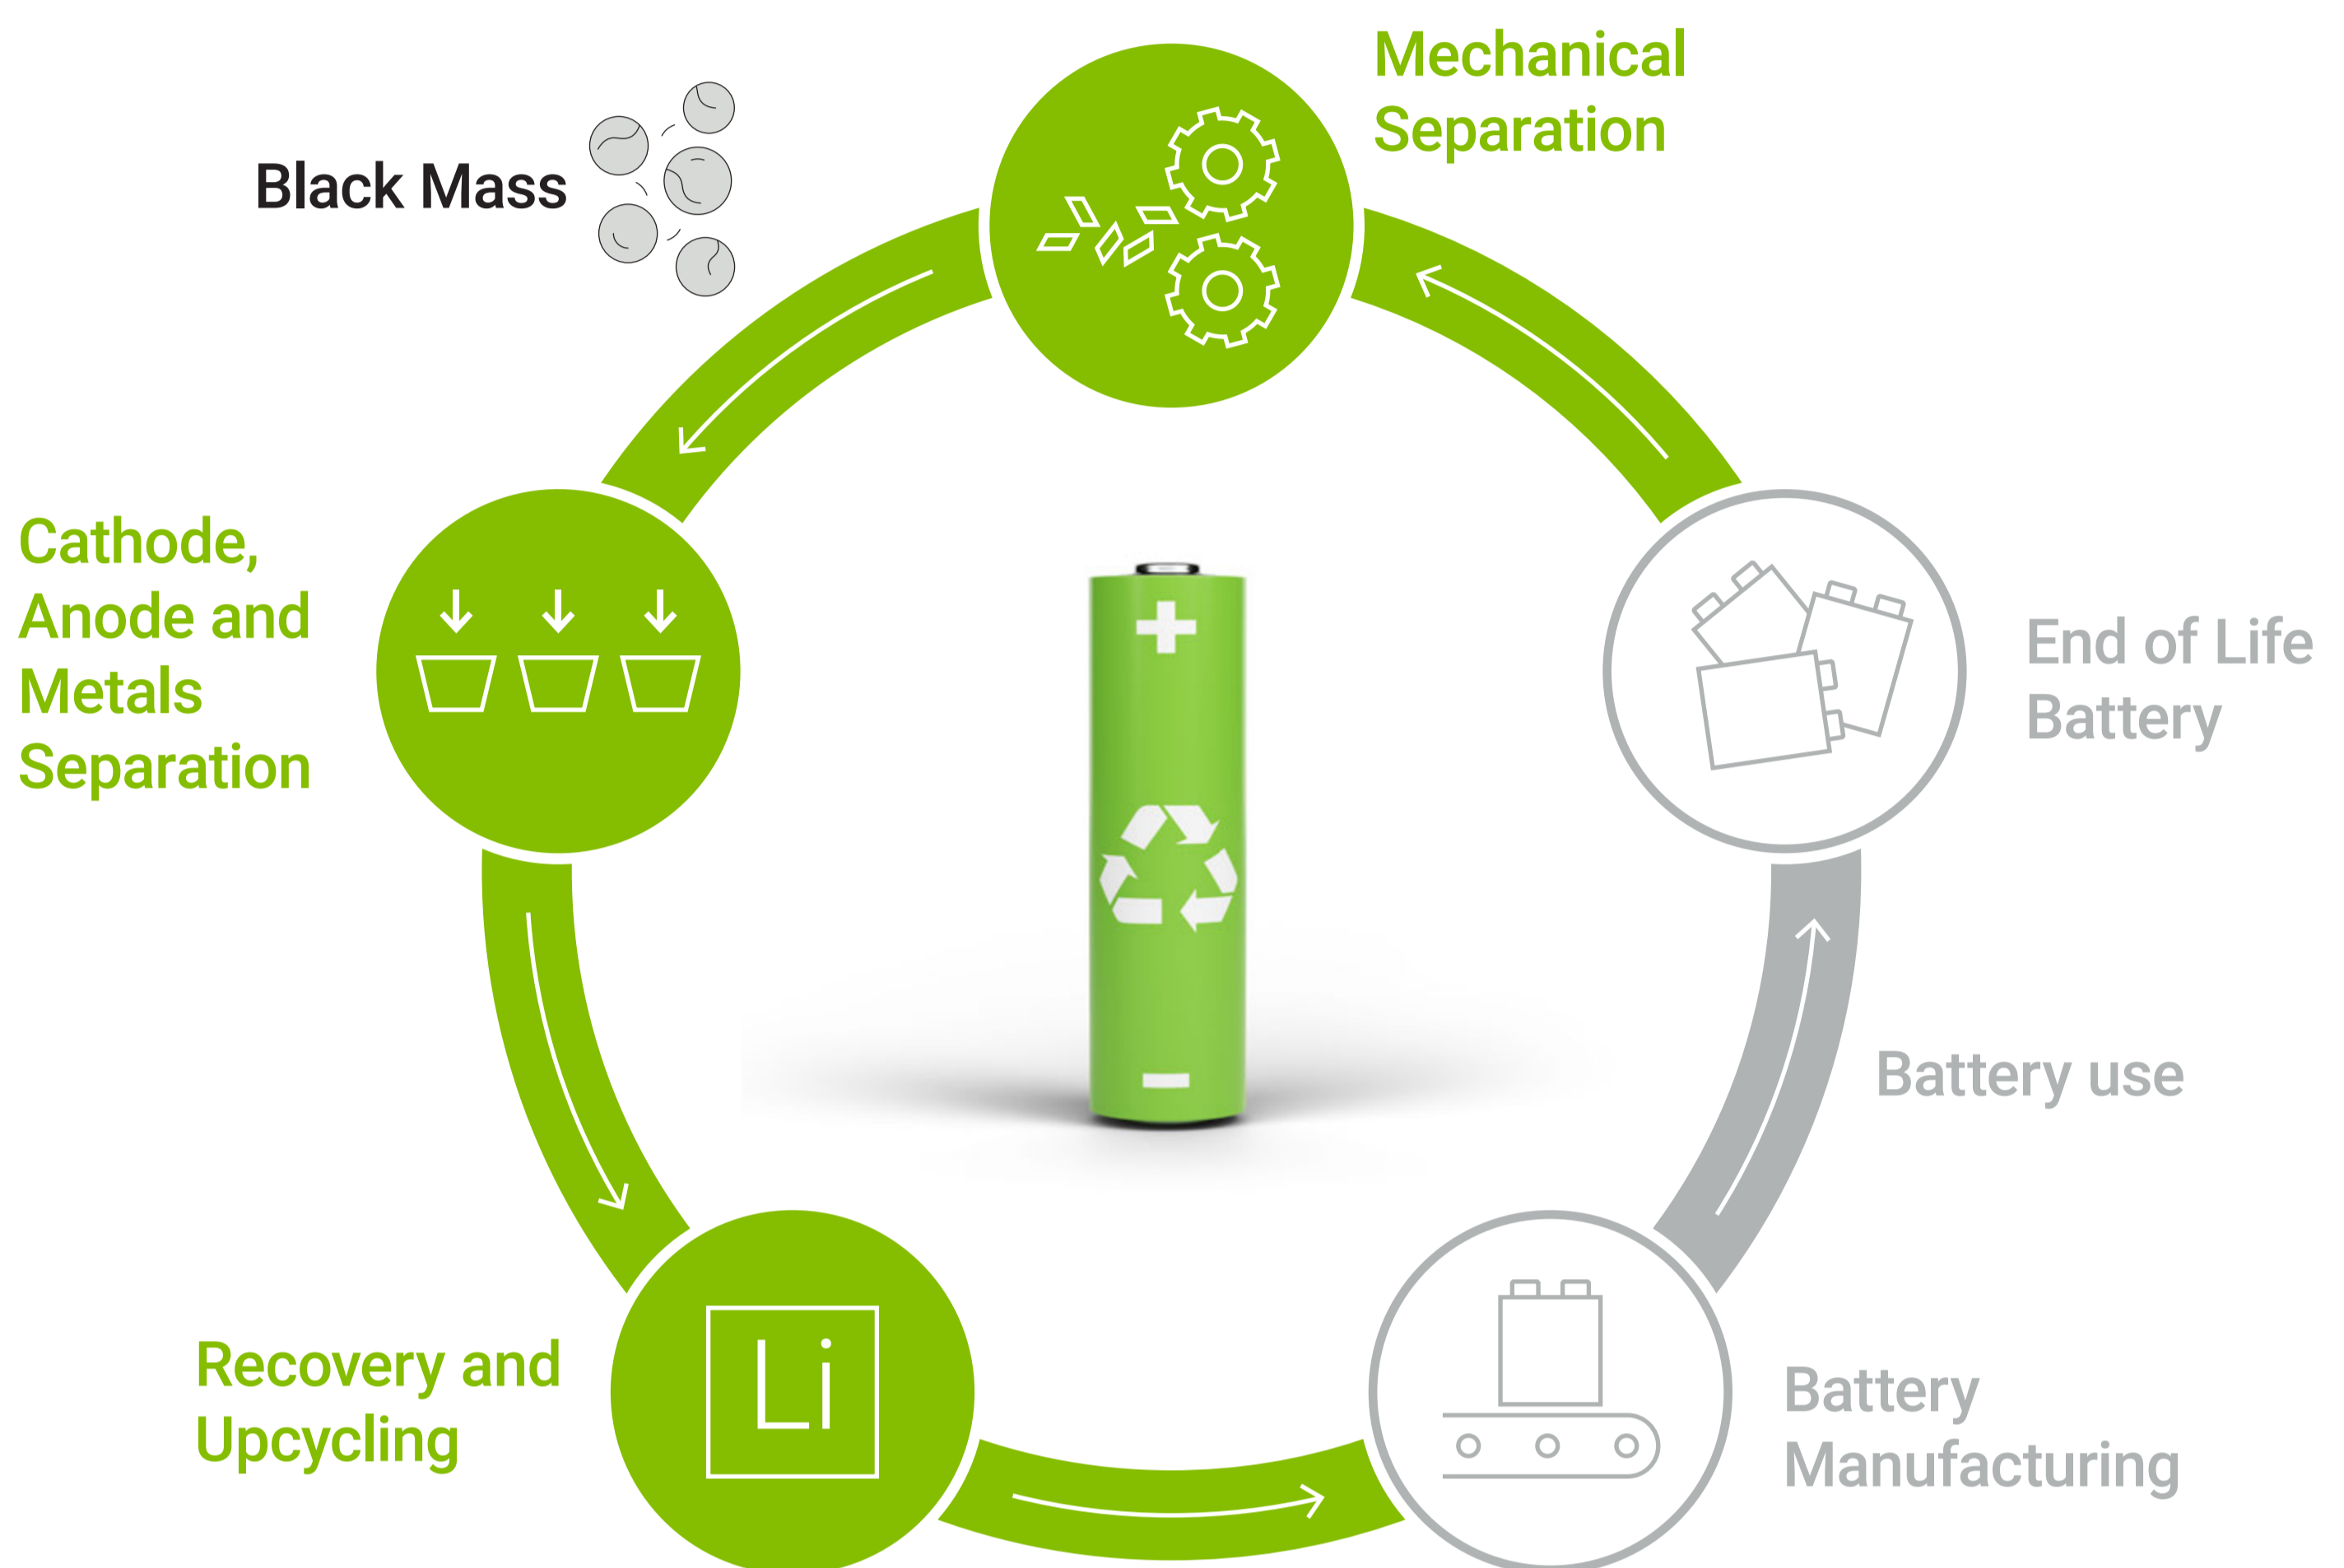 Mechanical
Separation
Black Mass
Cathode,
Anode and
Metals
Separation
End of Life
Battery
Battery use
Recovery and
Upcycling
Li
Battery
Manufacturing